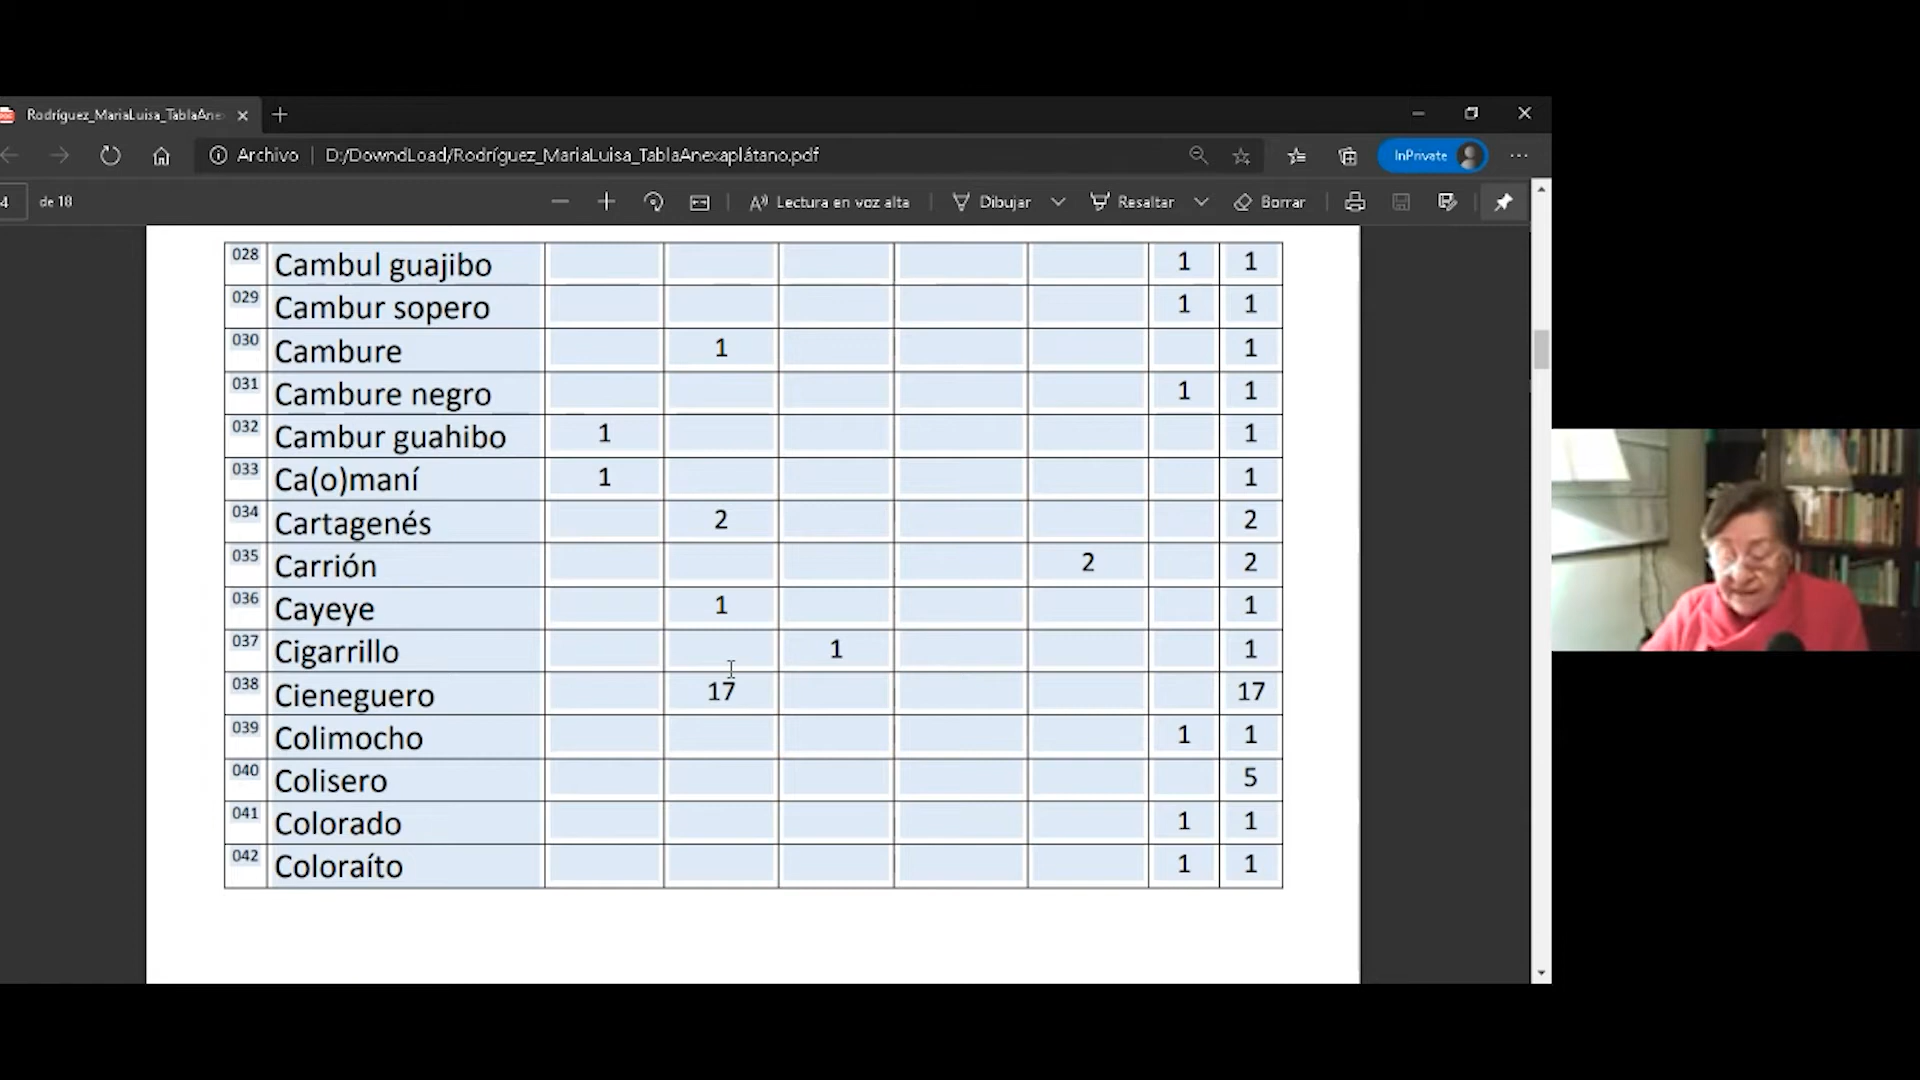 Rodríguez_MariaLuisa_TablaAne
Archivo D:/DowndLoad/Rodríguez_MariaLuisa_TablaAnexaplátano.pdf InPrivate
4 de 18 Lectura en voz alta Dibujar Resaltar Borrar
028 Cambul guajibo 1 1
029 Cambur sopero 1 1
030 Cambure 1 1
031 Cambure negro 1 1
032 Cambur guahibo 1 1
033 Ca(o)maní 1 1
034 Cartagenés 2 2
035 Carrión 2 2
036 Cayeye 1 1
037 Cigarrillo 1 1
038 Cieneguero 17 17
039 Colimocho 1 1
040 Colisero 5
041 Colorado 1 1
042 Coloraíto 1 1